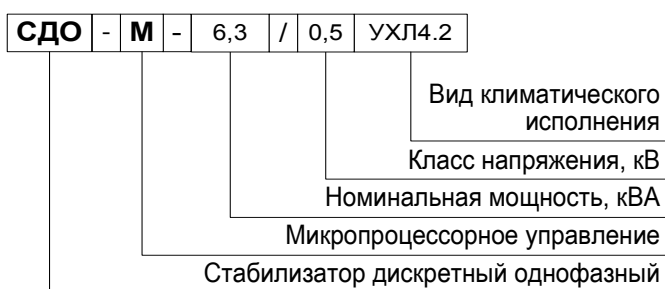 СДО - М - 6,3 / 0,5 УХЛ4.2
Вид климатического
исполнения
Класс напряжения, кВ
Номинальная мощность, кВА
Микропроцессорное управление
Стабилизатор дискретный однофазный